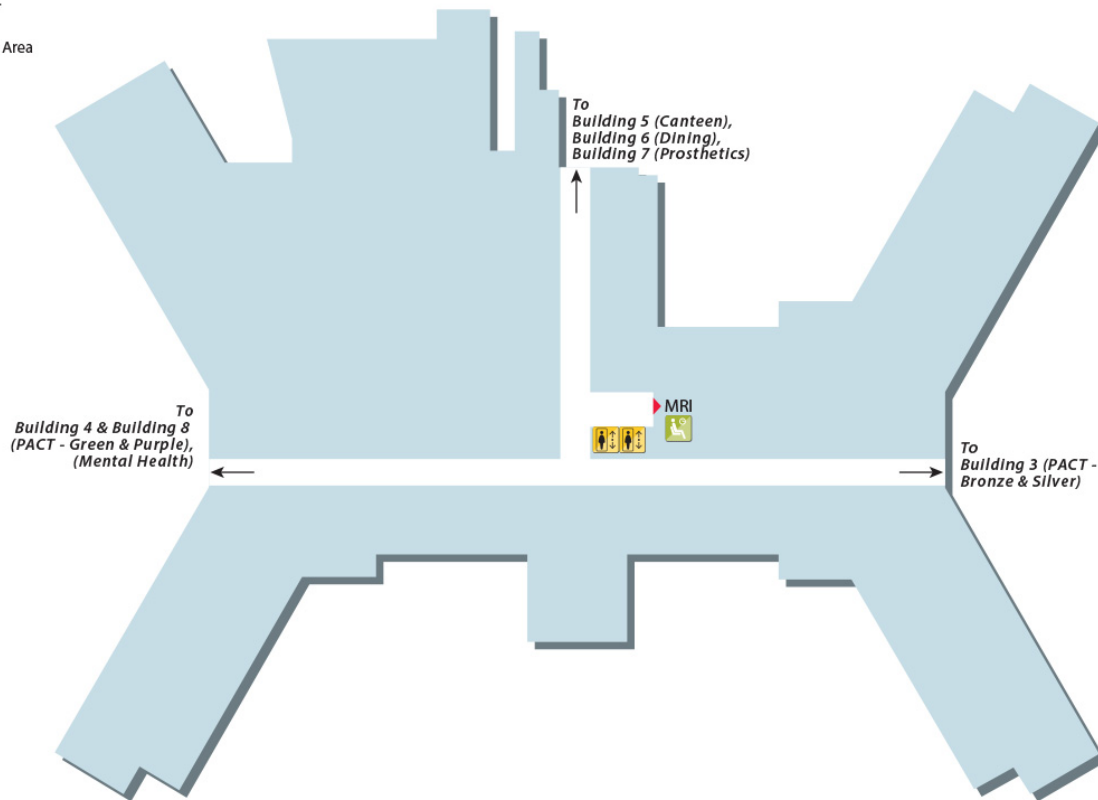 Area
To
Building 5 (Canteen),
Building 6 (Dining),
Building 7 (Prosthetics)
MRI
To
Building 4 & Building 8
(PACT - Green & Purple),
(Mental Health)
To
Building 3 (PACT -
Bronze & Silver)